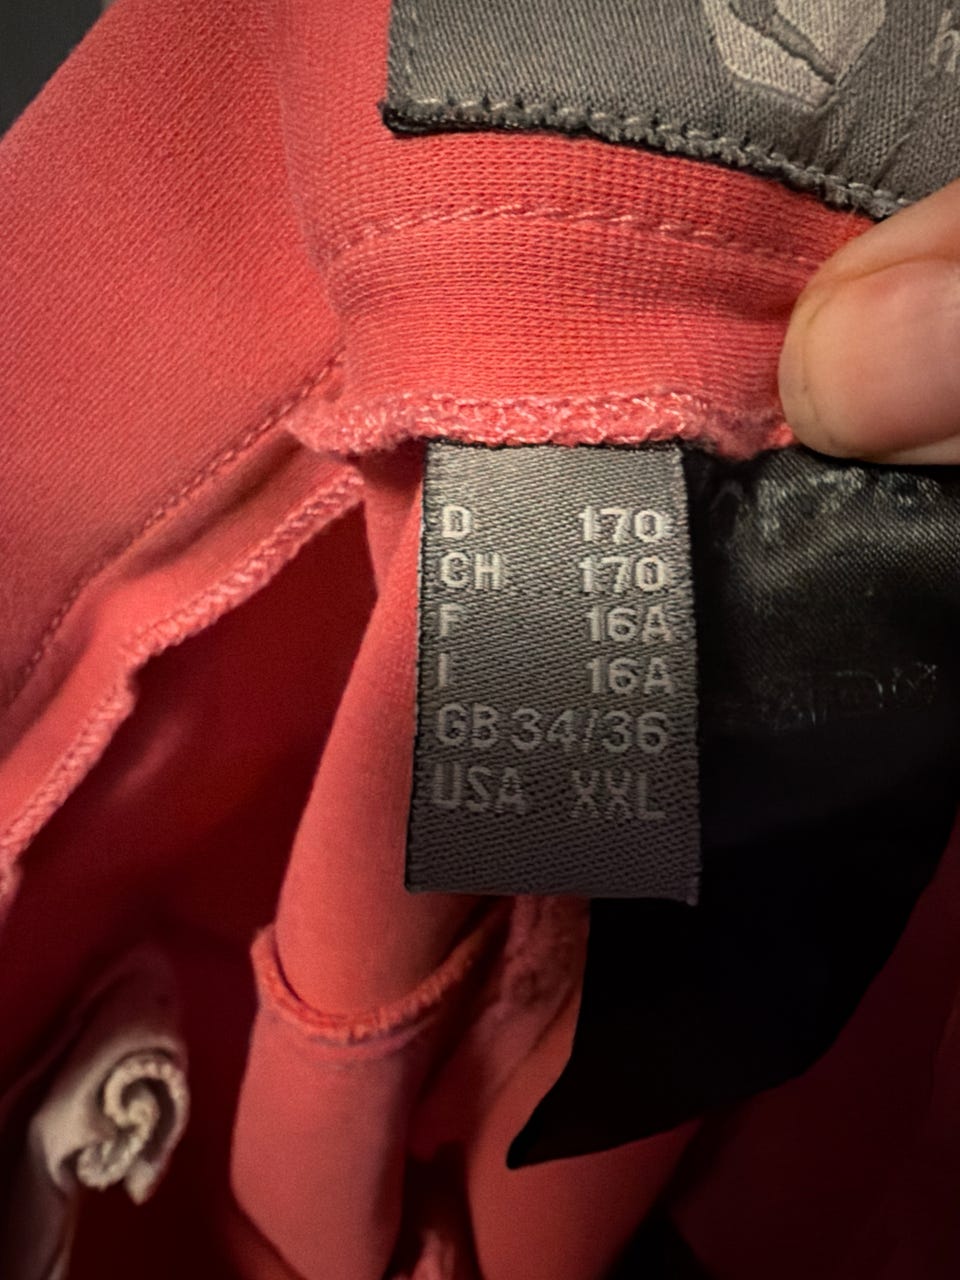 D 170
CH 170
F 16A
I 16A
GB 34/36
USA XXL